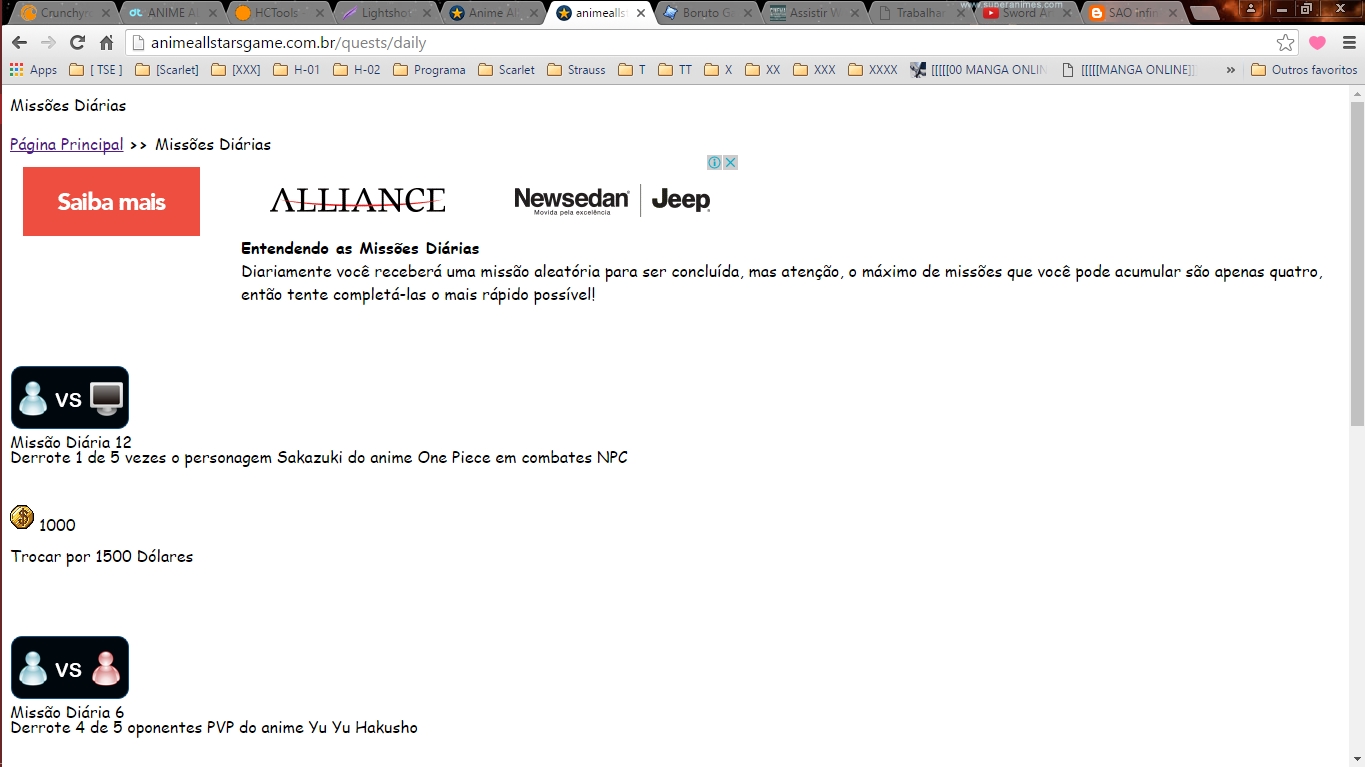 Crunchy
ANIME A
HCTools
Lightsho
Anime Al
animealls
Boruto G
Assistir W
Trabalha
Sword A
SAO infin
www.superanimes.com
animeallstarsgame.com.br/quests/daily
Apps [ TSE ] [Scarlet] [XXX] H-01 H-02 Programa Scarlet Strauss T TT X XX XXX XXXX [[[[[00 MANGA ONLIN [[[[[MANGA ONLINE]] » Outros favoritos
Missões Diárias
Página Principal >> Missões Diárias
Saiba mais
ALLIANCE
Newsedan
Movida pela excelência
Jeep
Entendendo as Missões Diárias
Diariamente você receberá uma missão aleatória para ser concluída, mas atenção, o máximo de missões que você pode acumular são apenas quatro,
então tente completá-las o mais rápido possível!
VS
Missão Diária 12
Derrote 1 de 5 vezes o personagem Sakazuki do anime One Piece em combates NPC
1000
Trocar por 1500 Dólares
VS
Missão Diária 6
Derrote 4 de 5 oponentes PVP do anime Yu Yu Hakusho